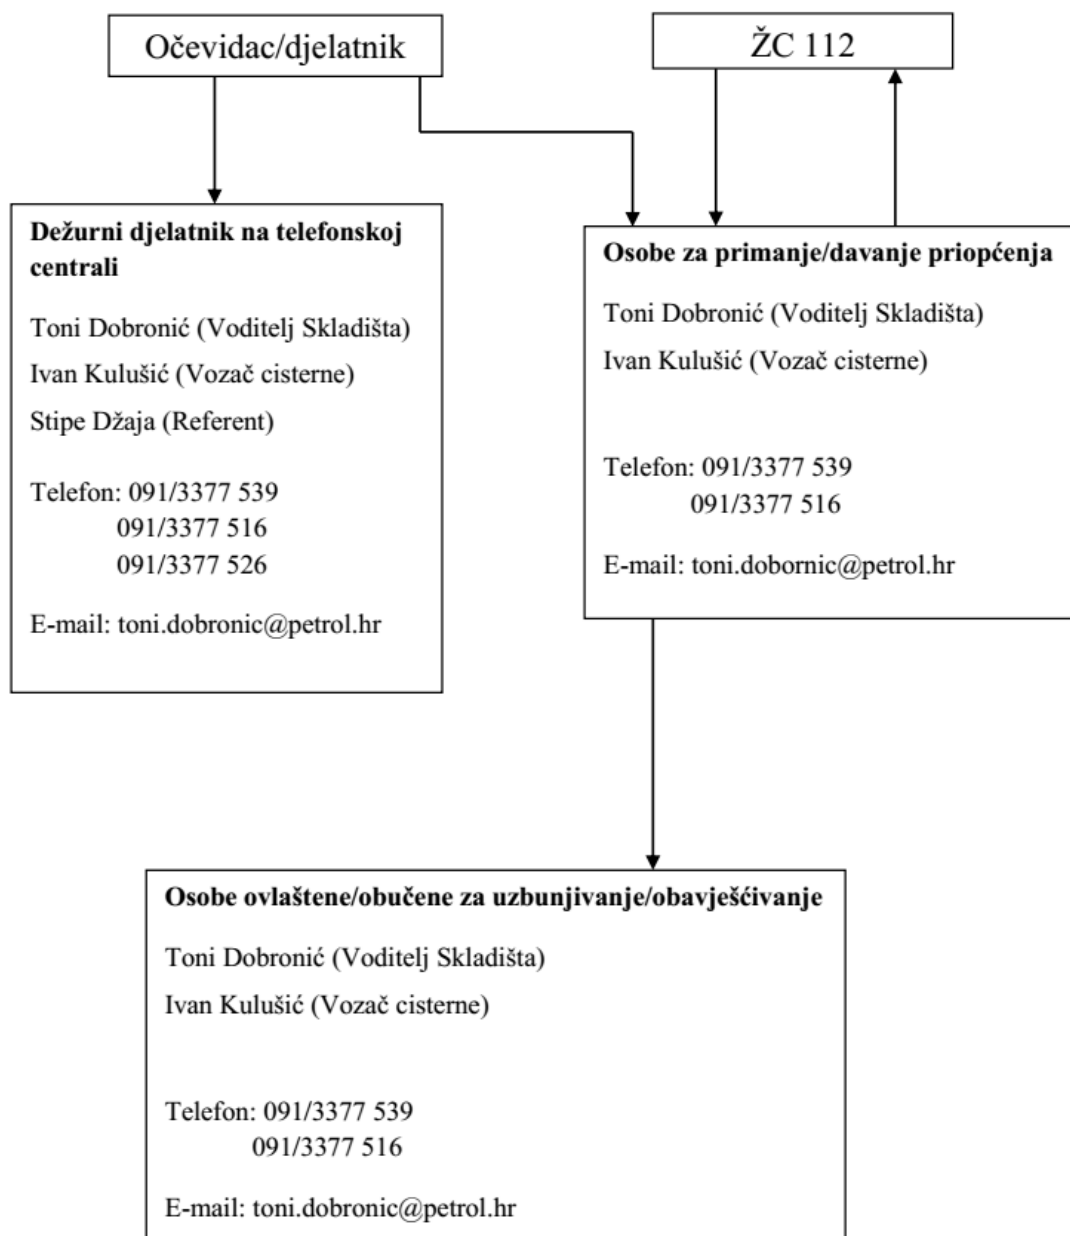 Očevidac/djelatnik
ŽC 112
Dežurni djelatnik na telefonskoj
centrali
Toni Dobronić (Voditelj Skladišta)
Ivan Kulušić (Vozač cisterne)
Stipe Džaja (Referent)
Telefon: 091/3377 539
091/3377 516
091/3377 526
E-mail: toni.dobronic@petrol.hr
Osobe za primanje/davanje priopćenja
Toni Dobronić (Voditelj Skladišta)
Ivan Kulušić (Vozač cisterne)
Telefon: 091/3377 539
091/3377 516
E-mail: toni.dobornic@petrol.hr
Osobe ovlaštene/obučene za uzbunjivanje/obavješćivanje
Toni Dobronić (Voditelj Skladišta)
Ivan Kulušić (Vozač cisterne)
Telefon: 091/3377 539
091/3377 516
E-mail: toni.dobronic@petrol.hr